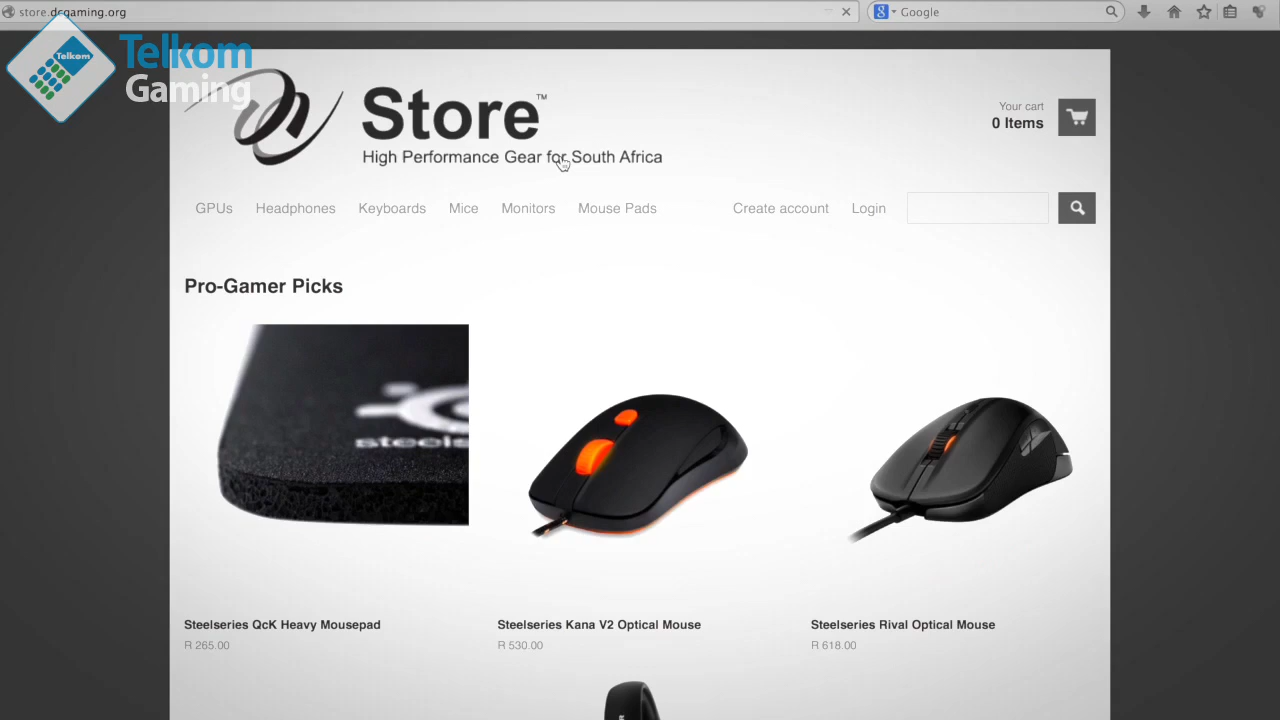 store.dcgaming.org
Google
Telkom
Telkom
Gaming
Store™
High Performance Gear for South Africa
Your cart
0 Items
GPUs Headphones Keyboards Mice Monitors Mouse Pads Create account Login
Pro-Gamer Picks
steels
Steelseries QcK Heavy Mousepad
R 265.00
Steelseries Kana V2 Optical Mouse
R 530.00
Steelseries Rival Optical Mouse
R 618.00